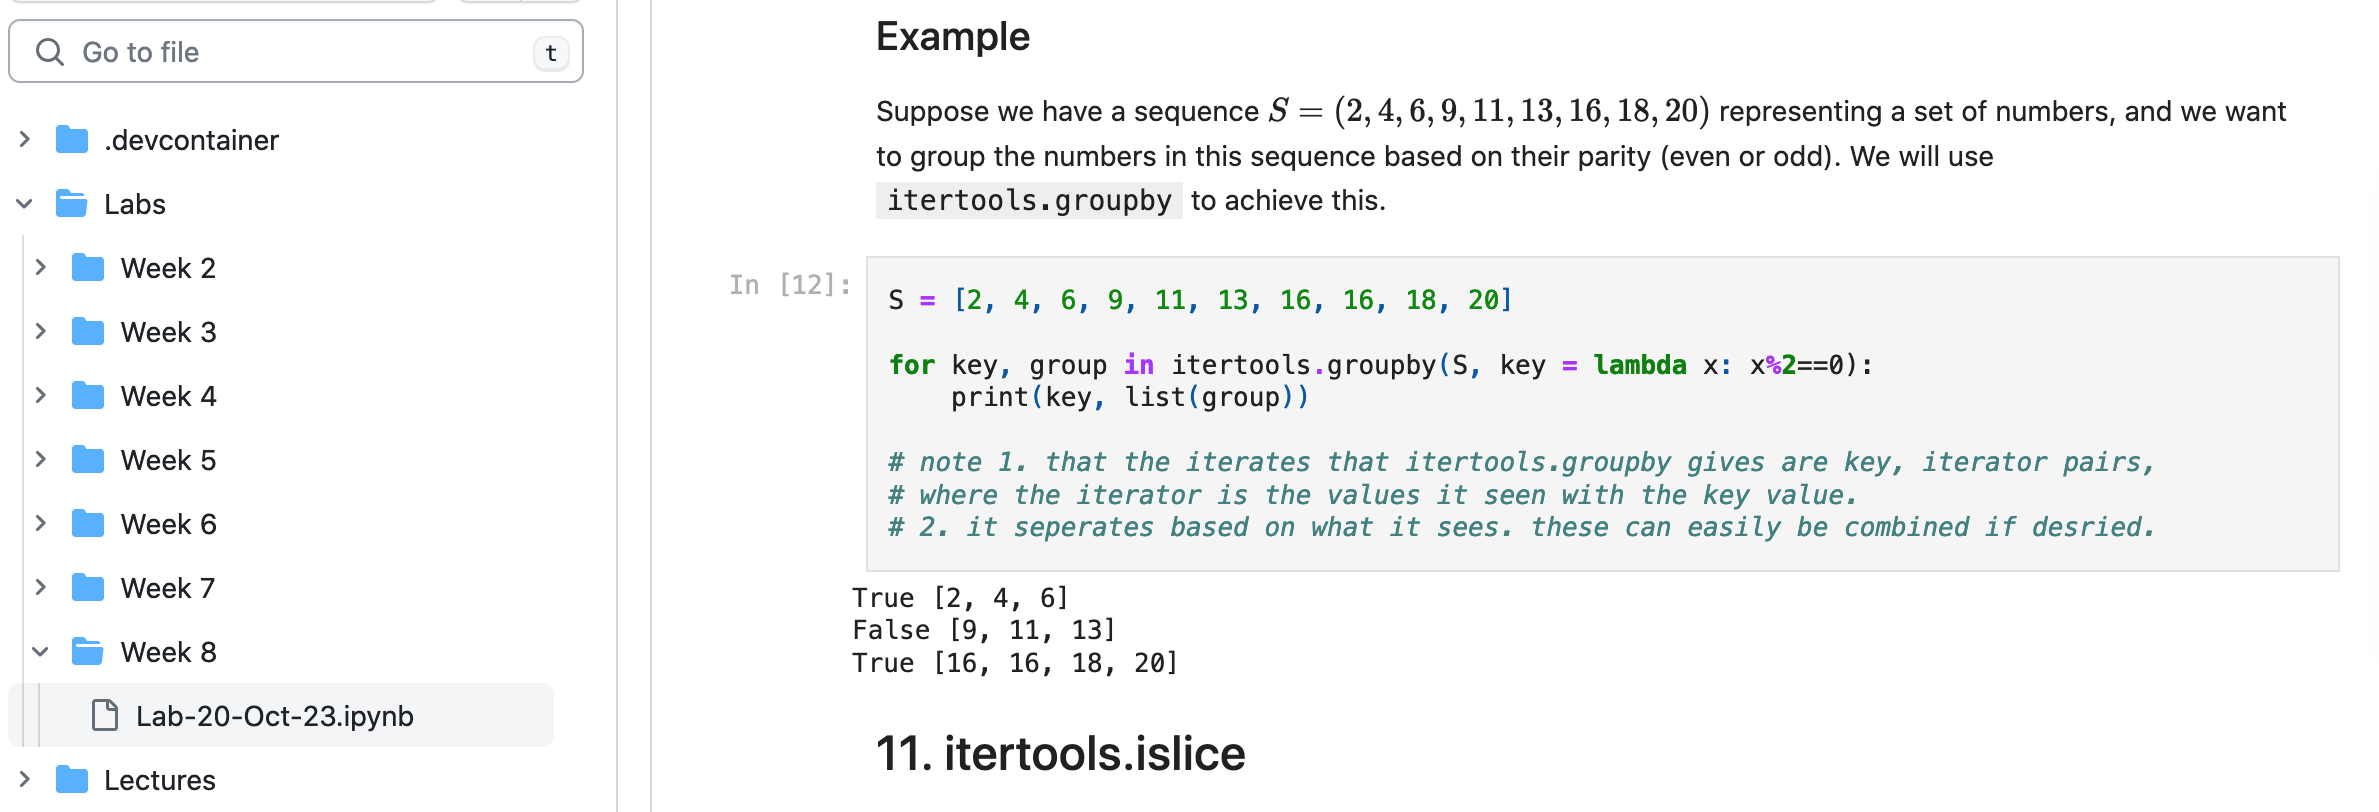 Go to file
t
.devcontainer
Labs
Week 2
Week 3
Week 4
Week 5
Week 6
Week 7
Week 8
Lab-20-Oct-23.ipynb
Lectures
Example
Suppose we have a sequence S = (2, 4, 6, 9, 11, 13, 16, 18, 20) representing a set of numbers, and we want
to group the numbers in this sequence based on their parity (even or odd). We will use
itertools.groupby to achieve this.
In [12]:
S = [2, 4, 6, 9, 11, 13, 16, 16, 18, 20]
for key, group in itertools.groupby(S, key = lambda x: x%2==0):
    print(key, list(group))
# note 1. that the iterates that itertools.groupby gives are key, iterator pairs,
# where the iterator is the values it seen with the key value.
# 2. it seperates based on what it sees. these can easily be combined if desried.
True [2, 4, 6]
False [9, 11, 13]
True [16, 16, 18, 20]
11. itertools.islice